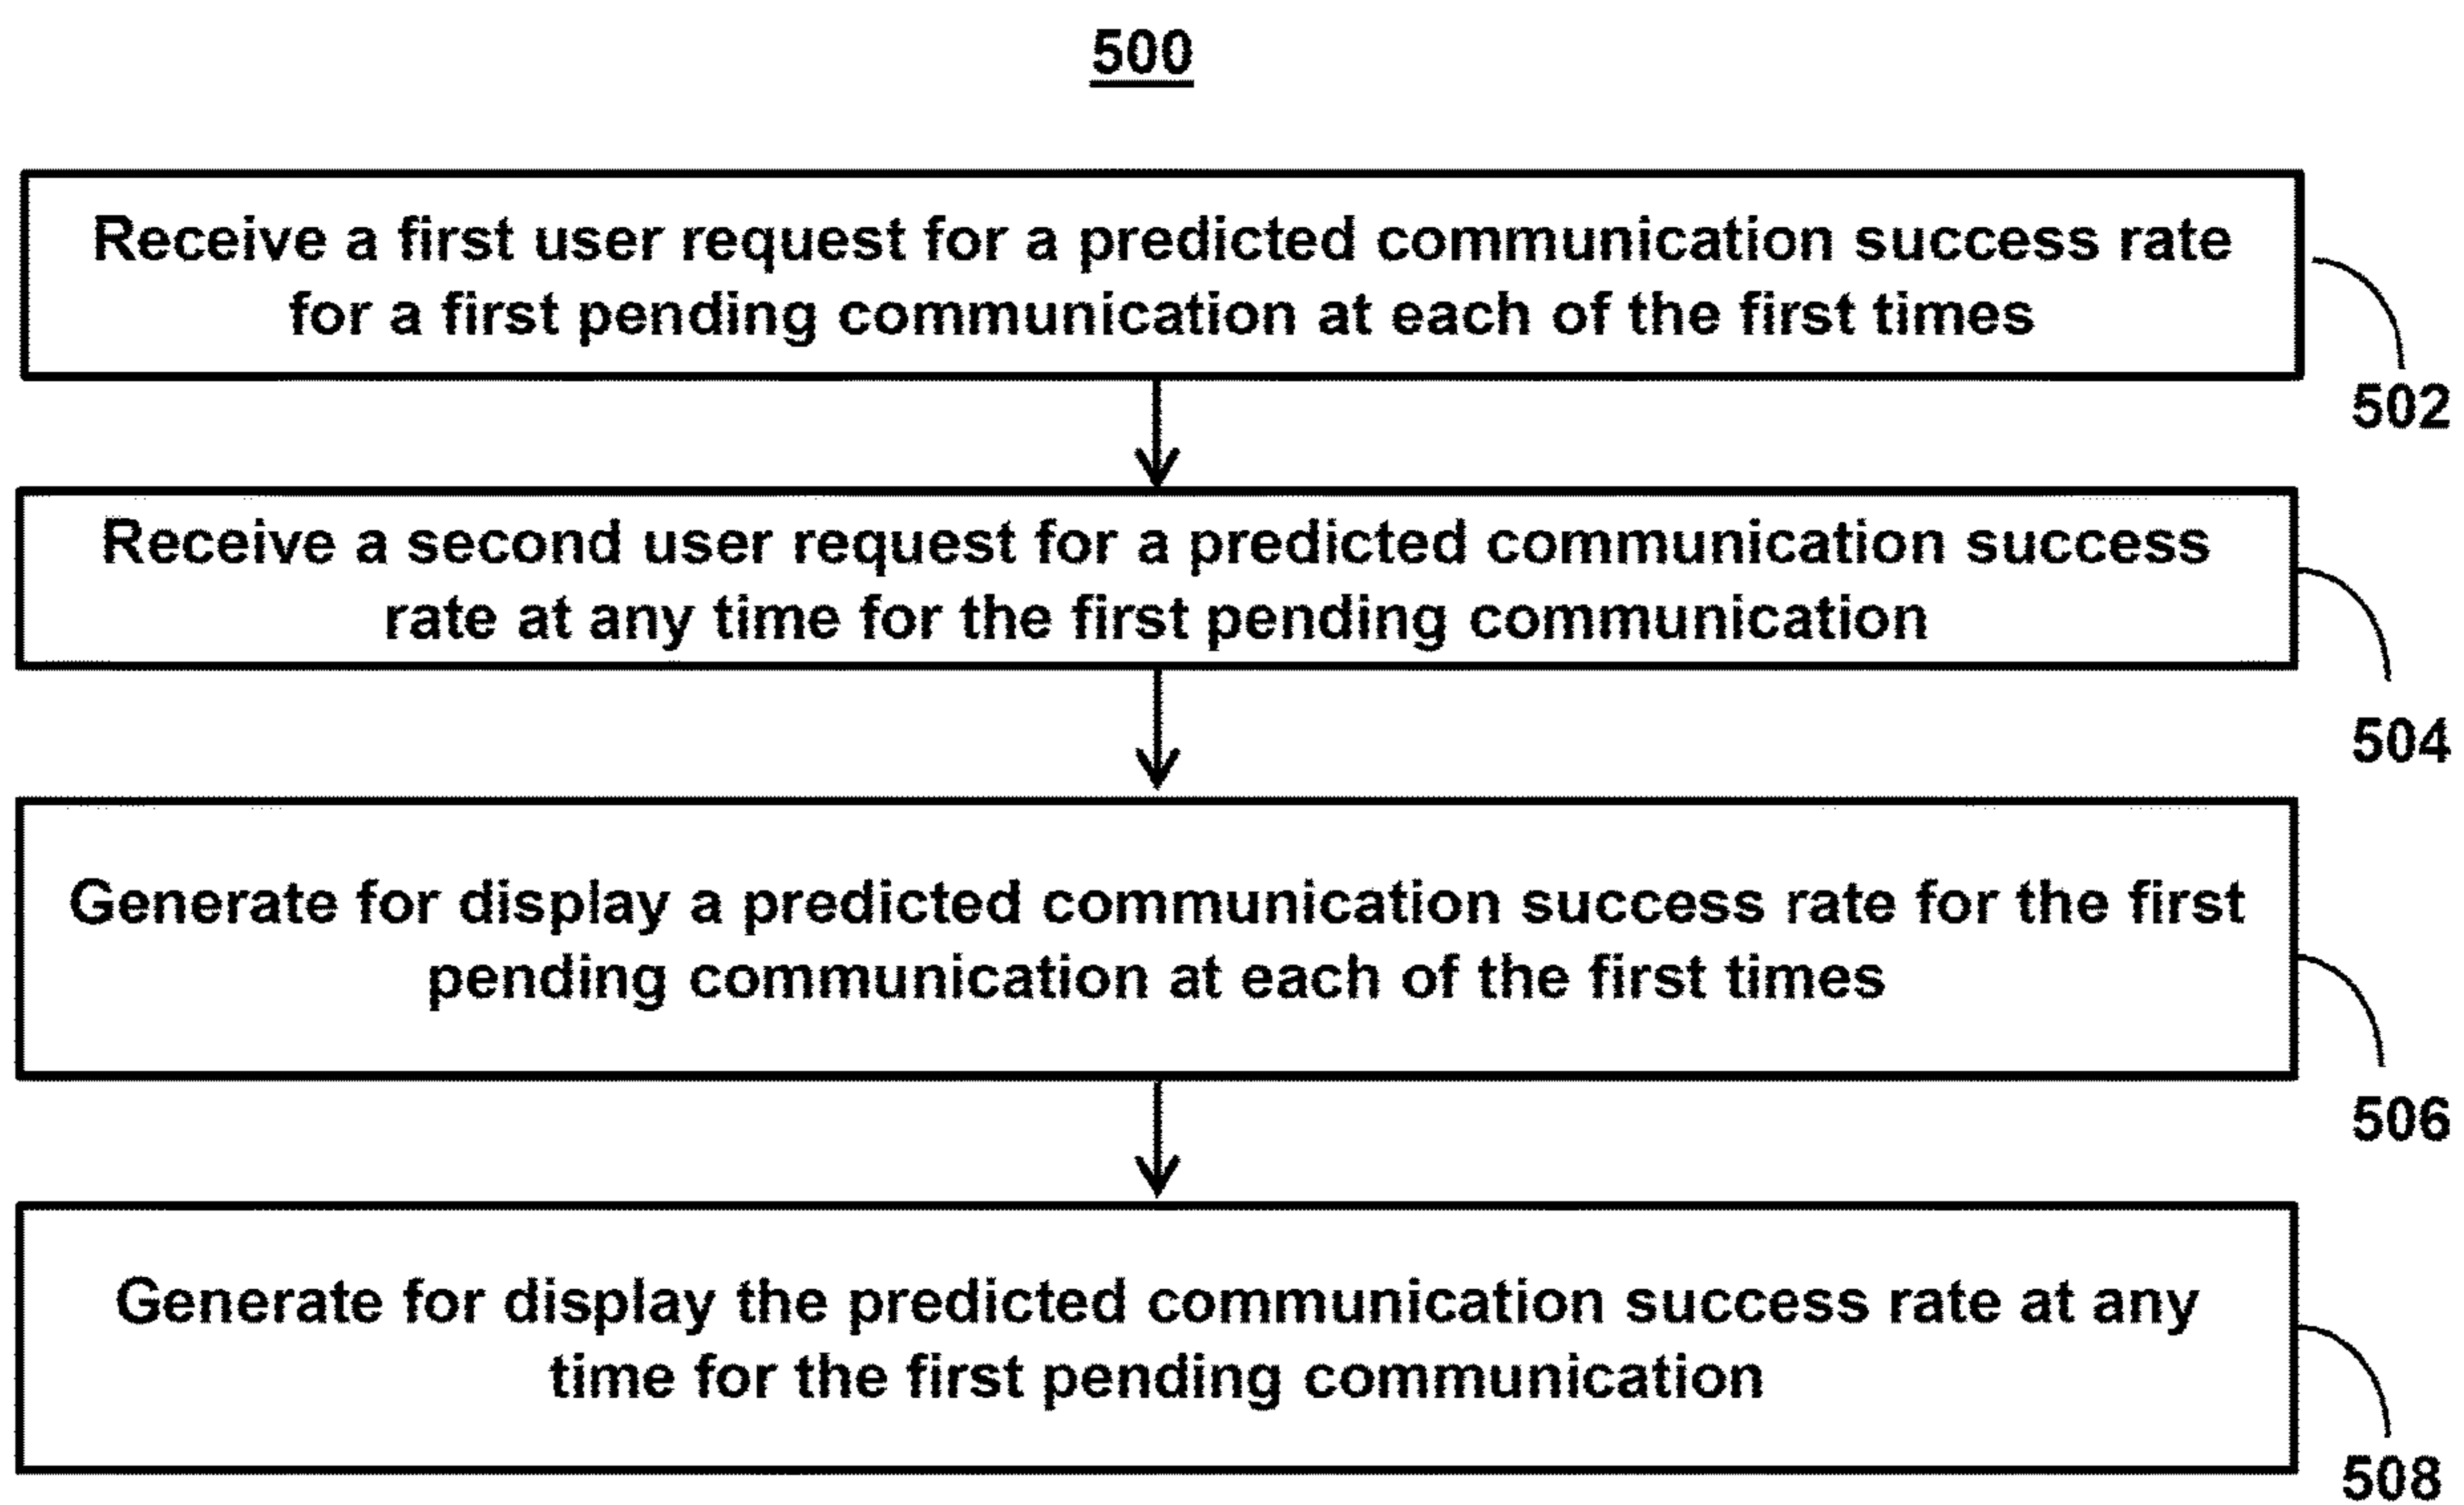 500
Receive a first user request for a predicted communication success rate
for a first pending communication at each of the first times
502
Receive a second user request for a predicted communication success
rate at any time for the first pending communication
504
Generate for display a predicted communication success rate for the first
pending communication at each of the first times
506
Generate for display the predicted communication success rate at any
time for the first pending communication
508